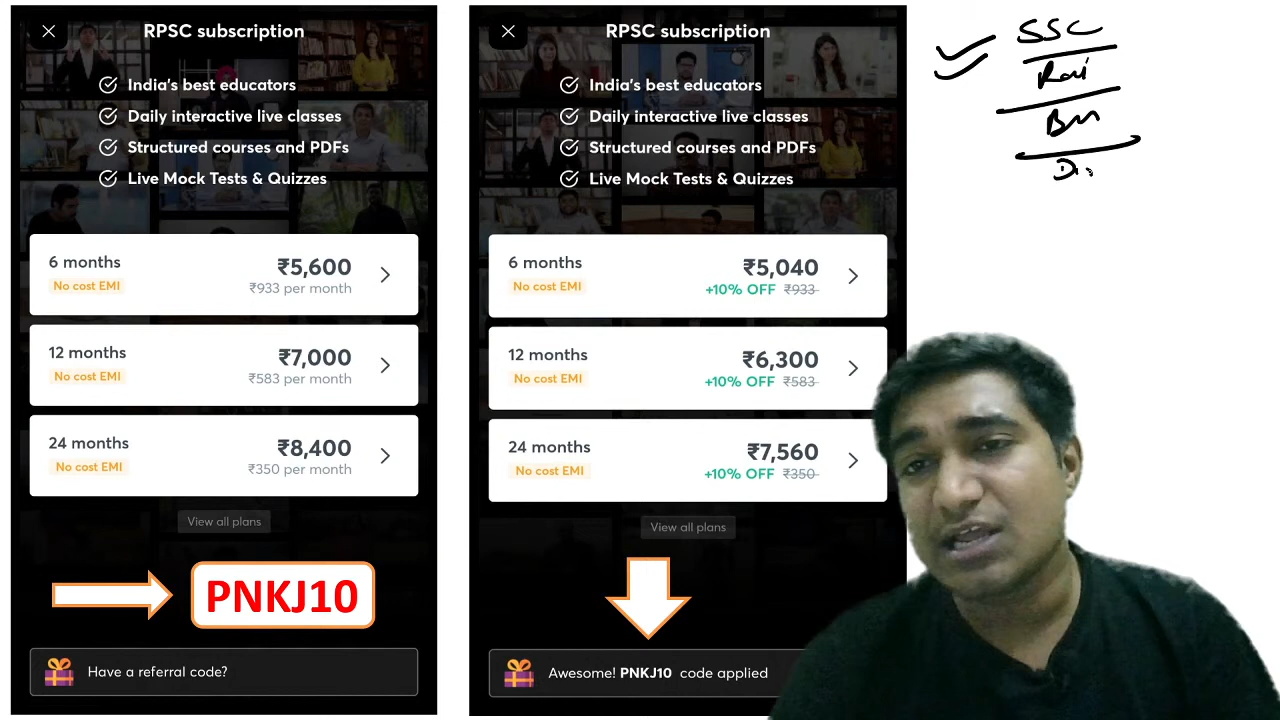 RPSC subscription
India's best educators
Daily interactive live classes
Structured courses and PDFs
Live Mock Tests & Quizzes
6 months ₹5,600
No cost EMI ₹933 per month
12 months ₹7,000
No cost EMI ₹583 per month
24 months ₹8,400
No cost EMI ₹350 per month
View all plans
PNKJ10
Have a referral code?
RPSC subscription
India's best educators
Daily interactive live classes
Structured courses and PDFs
Live Mock Tests & Quizzes
6 months ₹5,040
No cost EMI +10% OFF ₹933
12 months ₹6,300
No cost EMI +10% OFF ₹583
24 months ₹7,560
No cost EMI +10% OFF ₹350
View all plans
Awesome! PNKJ10 code applied
SSC